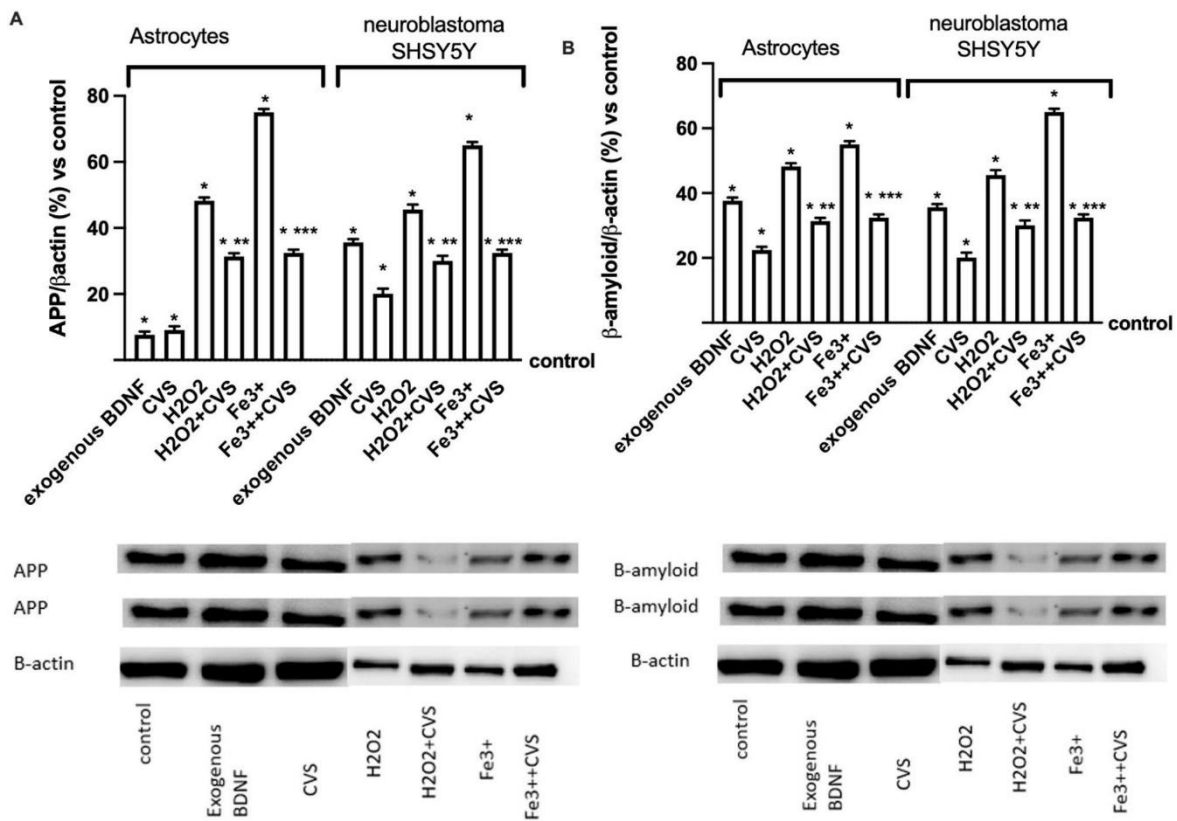 A
Astrocytes
neuroblastoma
SHSY5Y
APP/βactin (%) vs control
80
60
40
20
*
*
*
* **
*
* ***
*
*
*
* **
*
* ***
control
exogenous BDNF
CVS
H2O2
H2O2+CVS
Fe3+
Fe3++CVS
exogenous BDNF
CVS
H2O2
H2O2+CVS
Fe3+
Fe3++CVS
B
Astrocytes
neuroblastoma
SHSY5Y
β-amyloid/β-actin (%) vs control
80
60
40
20
*
*
*
* **
*
* ***
*
*
*
* **
*
* ***
control
exogenous BDNF
CVS
H2O2
H2O2+CVS
Fe3+
Fe3++CVS
exogenous BDNF
CVS
H2O2
H2O2+CVS
Fe3+
Fe3++CVS
APP
APP
B-actin
control
Exogenous
BDNF
CVS
H2O2
H2O2+CVS
Fe3+
Fe3++CVS
B-amyloid
B-amyloid
B-actin
control
Exogenous
BDNF
CVS
H2O2
H2O2+CVS
Fe3+
Fe3++CVS